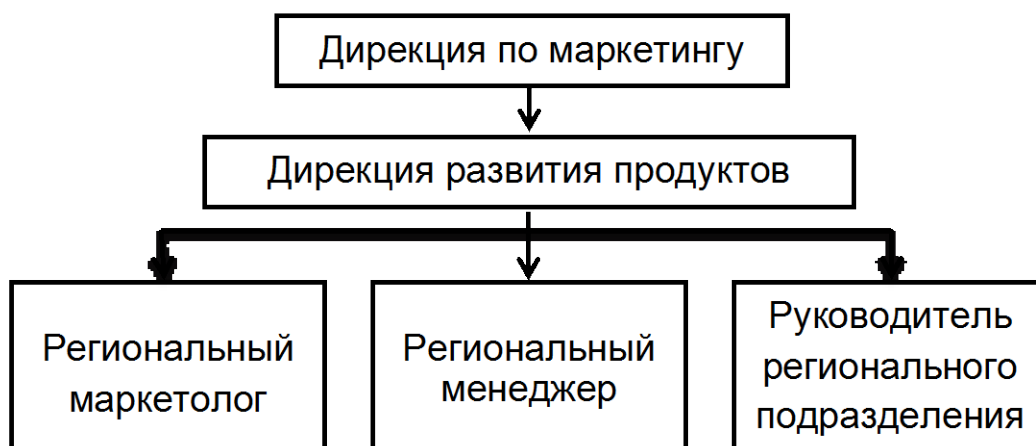 Дирекция по маркетингу
Дирекция развития продуктов
Региональный
маркетолог
Региональный
менеджер
Руководитель
регионального
подразделения